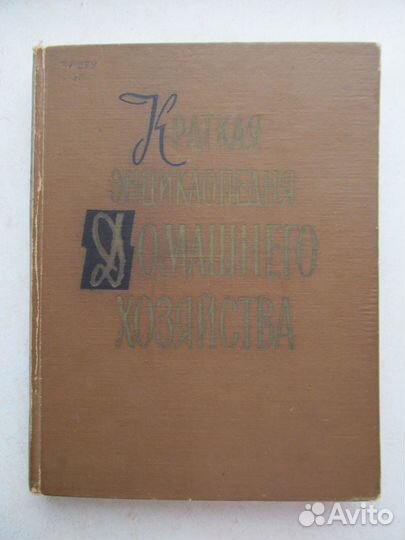 Краткая
энциклопедия
Домашнего
хозяйства
Avito